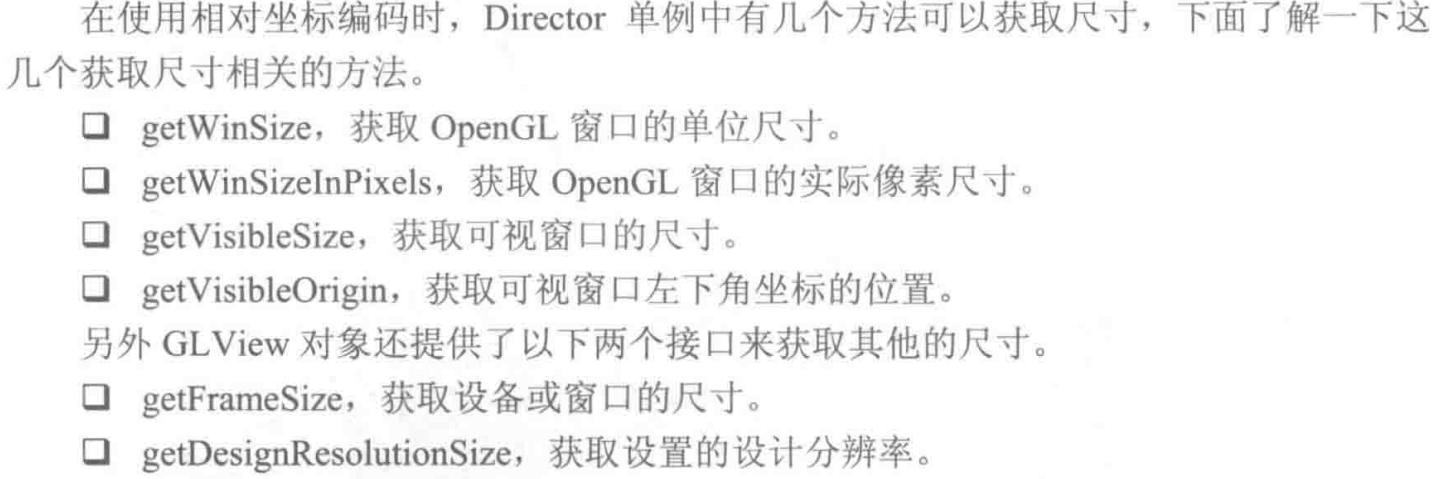 在使用相对坐标编码时，Director 单例中有几个方法可以获取尺寸，下面了解一下这
几个获取尺寸相关的方法。
❑ getWinSize，获取 OpenGL 窗口的单位尺寸。
❑ getWinSizeInPixels，获取 OpenGL 窗口的实际像素尺寸。
❑ getVisibleSize，获取可视窗口的尺寸。
❑ getVisibleOrigin，获取可视窗口左下角坐标的位置。
另外 GLView 对象还提供了以下两个接口来获取其他的尺寸。
❑ getFrameSize，获取设备或窗口的尺寸。
❑ getDesignResolutionSize，获取设置的设计分辨率。